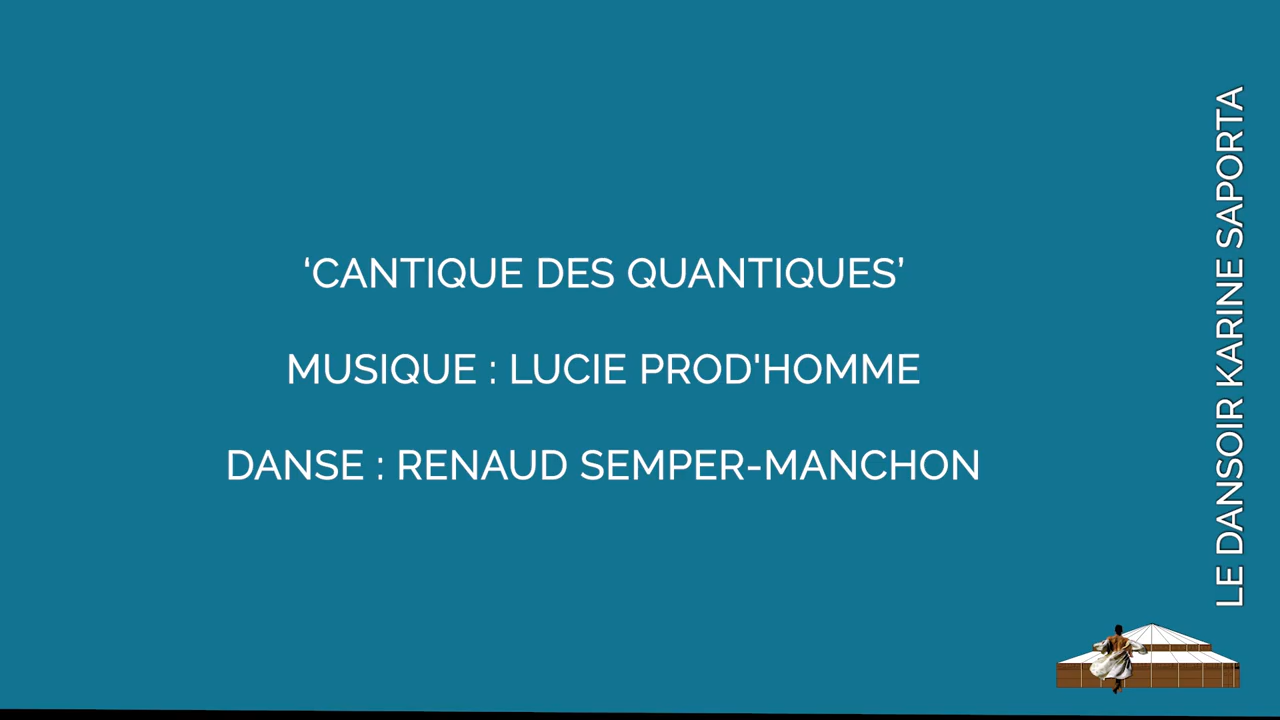 ‘CANTIQUE DES QUANTIQUES’
MUSIQUE : LUCIE PROD'HOMME
DANSE : RENAUD SEMPER-MANCHON
LE DANSOIR KARINE SAPORTA